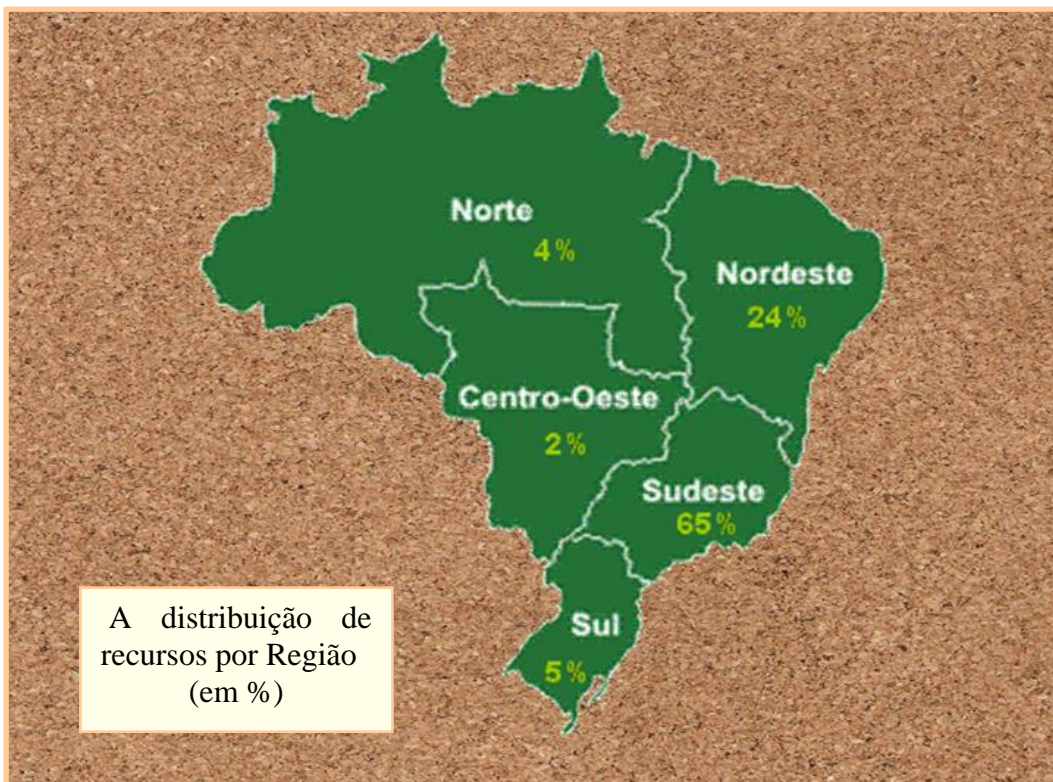 Norte
4%
Nordeste
24%
Centro-Oeste
2%
Sudeste
65%
Sul
5%
A distribuição de
recursos por Região
(em %)